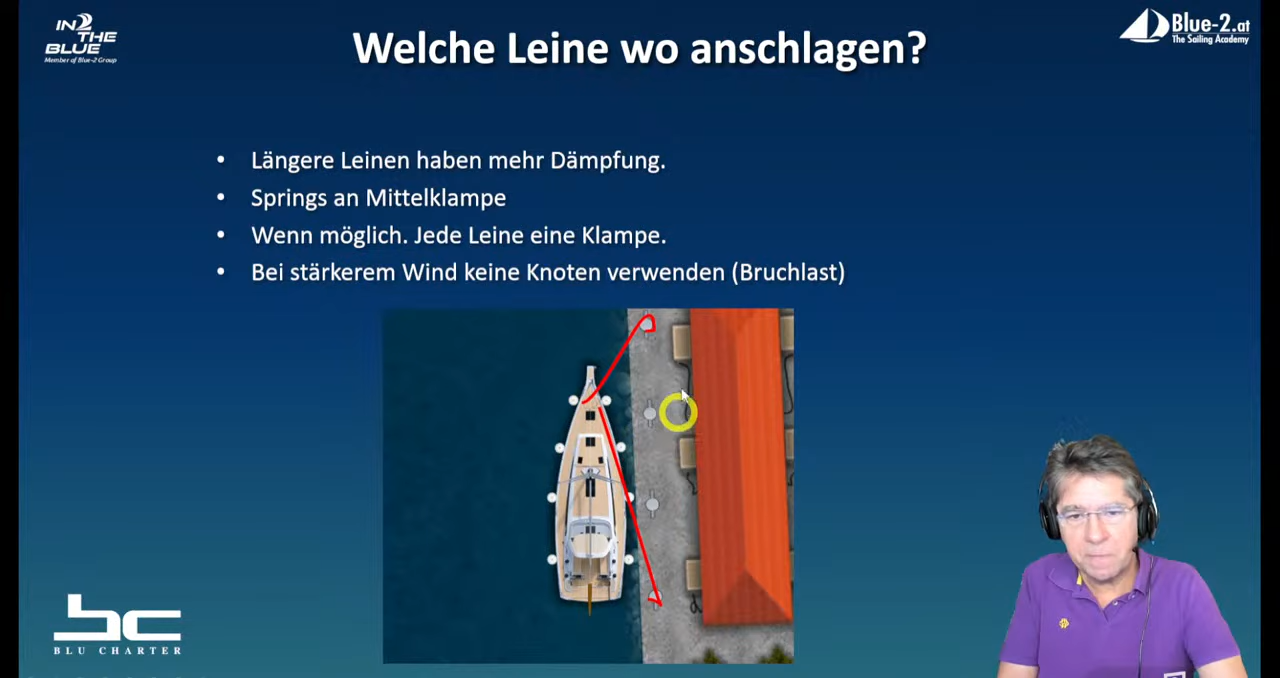 IN2
THE
BLUE
Member of Blue-2 Group
Welche Leine wo anschlagen?
Blue-2.at
The Sailing Academy
• Längere Leinen haben mehr Dämpfung.
• Springs an Mittelklampe
• Wenn möglich. Jede Leine eine Klampe.
• Bei stärkerem Wind keine Knoten verwenden (Bruchlast)
bc
BLU CHARTER